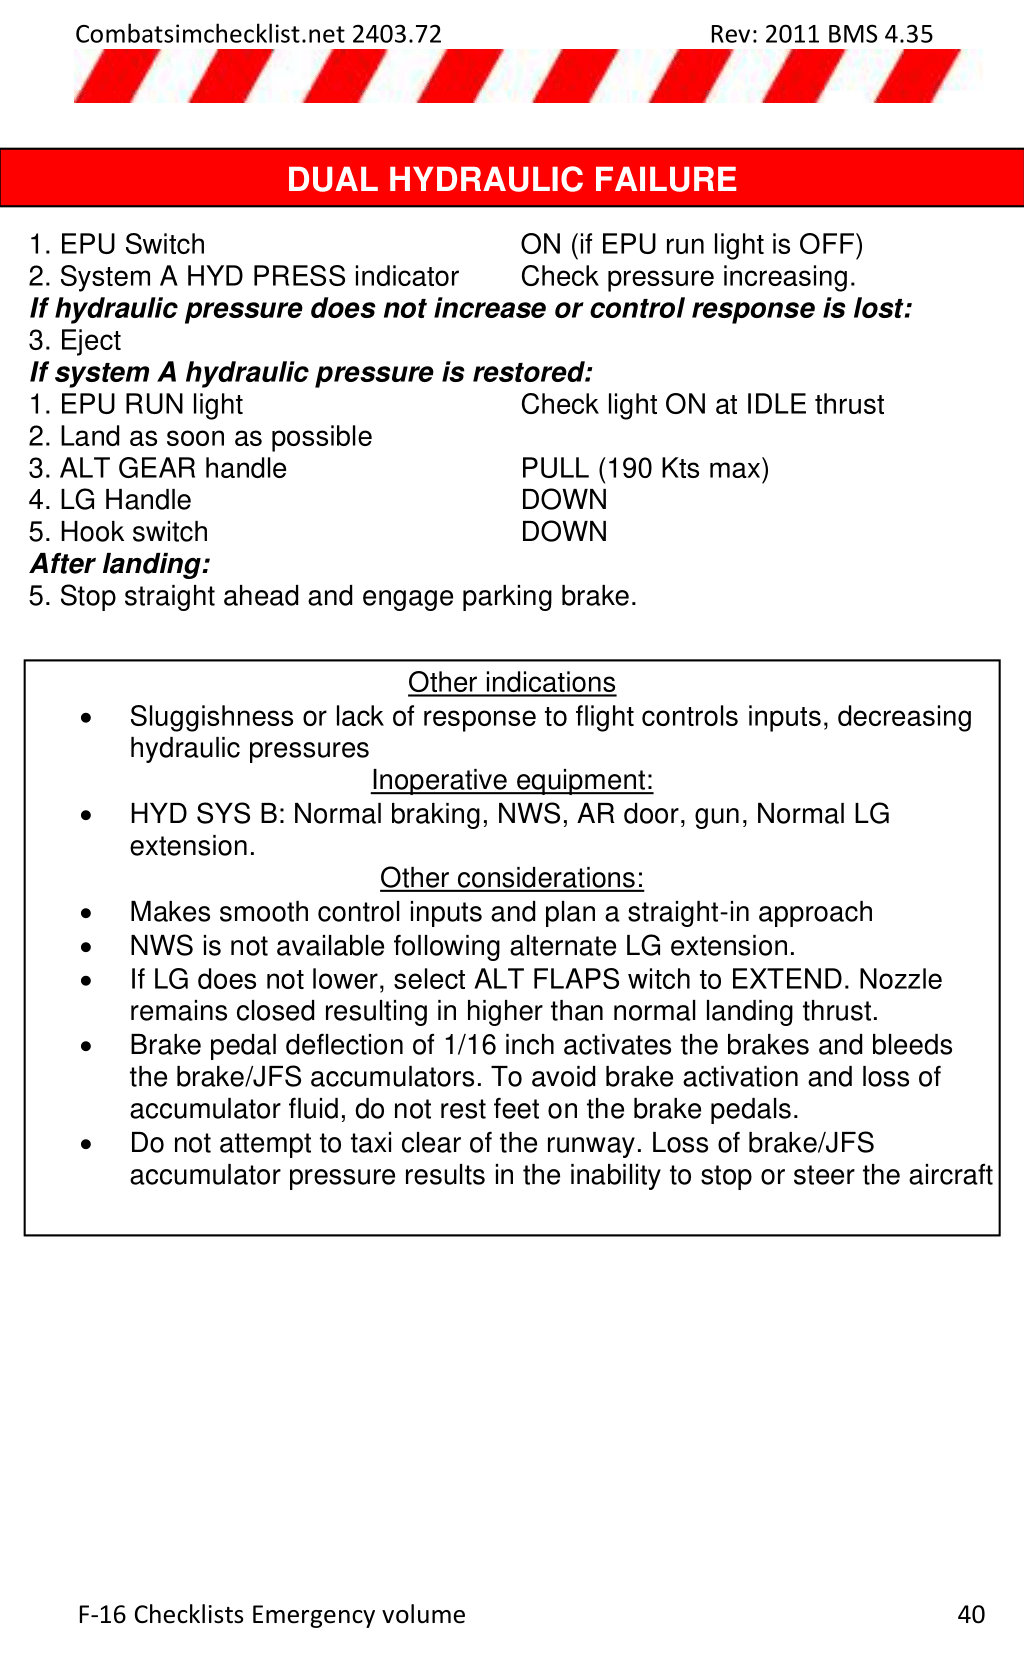 Combatsimchecklist.net 2403.72 Rev: 2011 BMS 4.35
DUAL HYDRAULIC FAILURE
1. EPU Switch ON (if EPU run light is OFF)
2. System A HYD PRESS indicator Check pressure increasing.
If hydraulic pressure does not increase or control response is lost:
3. Eject
If system A hydraulic pressure is restored:
1. EPU RUN light Check light ON at IDLE thrust
2. Land as soon as possible
3. ALT GEAR handle PULL (190 Kts max)
4. LG Handle DOWN
5. Hook switch DOWN
After landing:
5. Stop straight ahead and engage parking brake.
Other indications
• Sluggishness or lack of response to flight controls inputs, decreasing
hydraulic pressures
Inoperative equipment:
• HYD SYS B: Normal braking, NWS, AR door, gun, Normal LG
extension.
Other considerations:
• Makes smooth control inputs and plan a straight-in approach
• NWS is not available following alternate LG extension.
• If LG does not lower, select ALT FLAPS witch to EXTEND. Nozzle
remains closed resulting in higher than normal landing thrust.
• Brake pedal deflection of 1/16 inch activates the brakes and bleeds
the brake/JFS accumulators. To avoid brake activation and loss of
accumulator fluid, do not rest feet on the brake pedals.
• Do not attempt to taxi clear of the runway. Loss of brake/JFS
accumulator pressure results in the inability to stop or steer the aircraft
F-16 Checklists Emergency volume 40